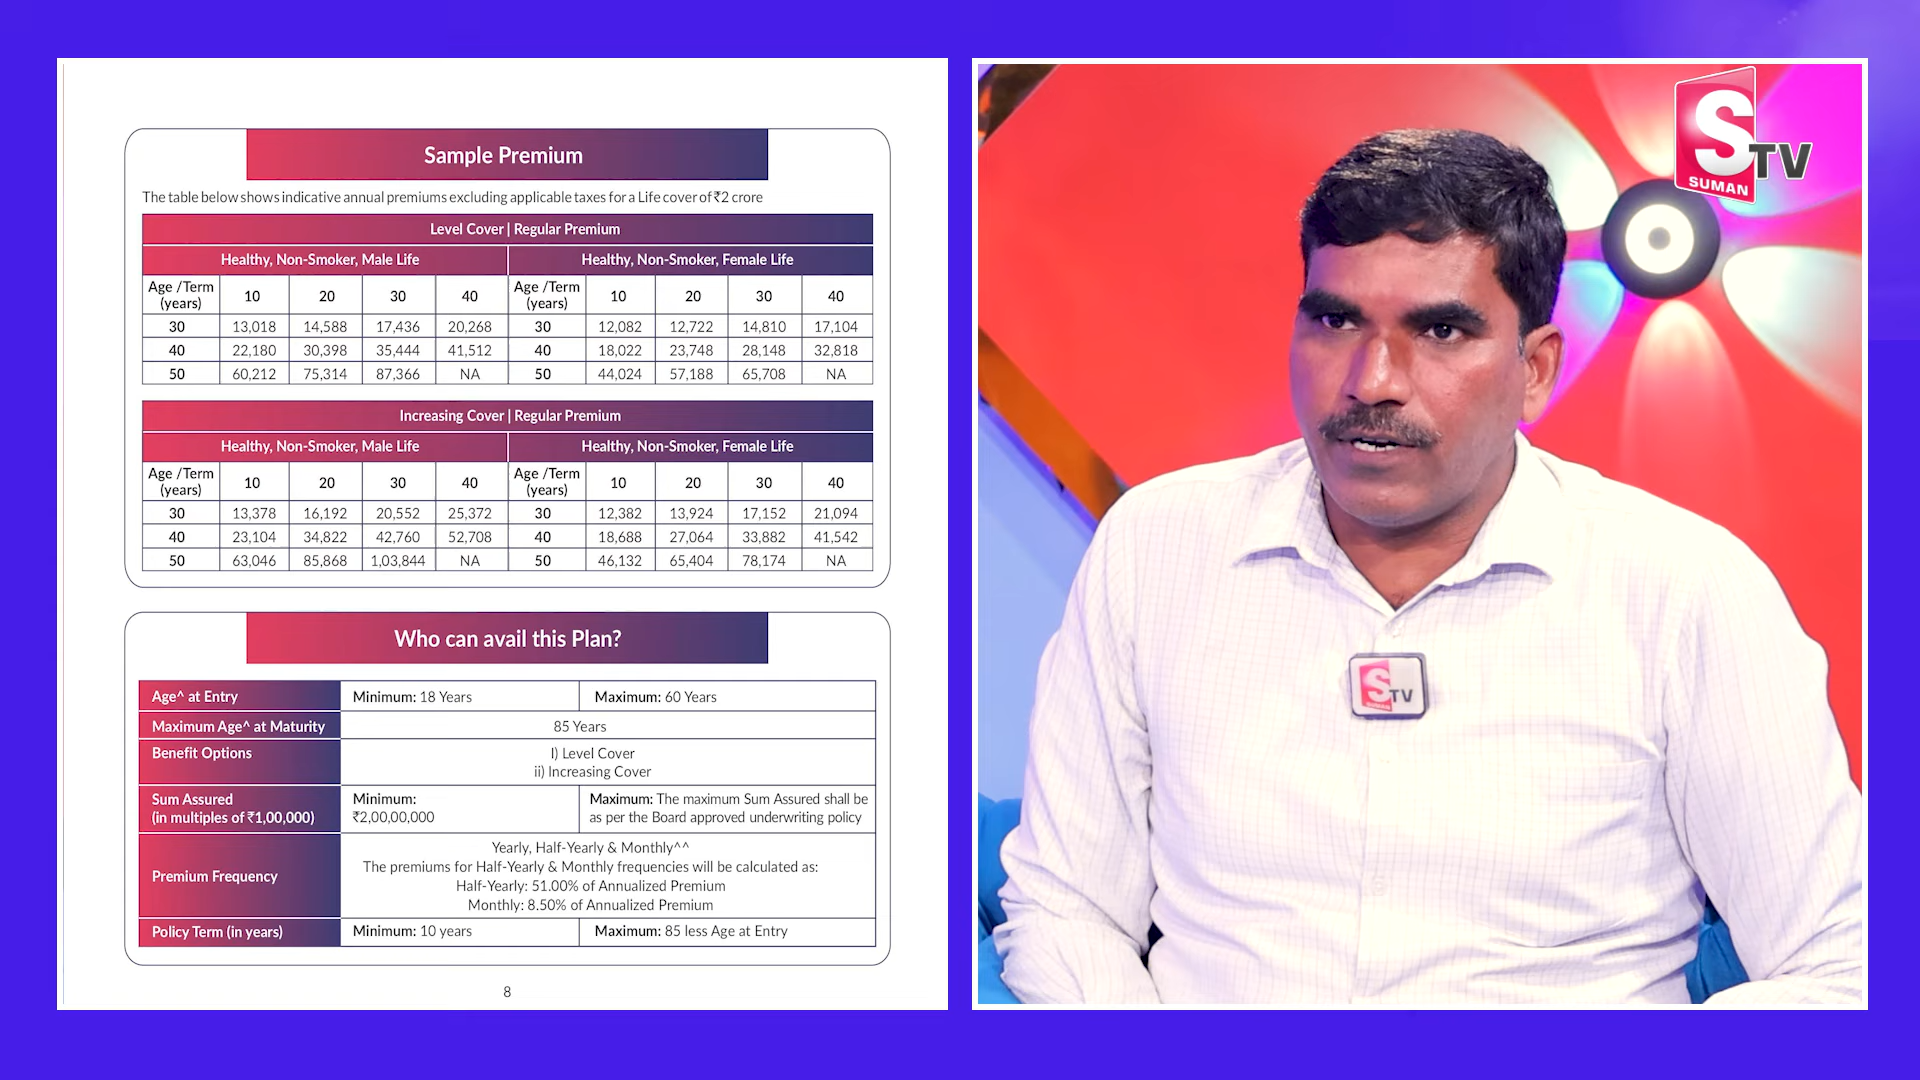 Sample Premium
The table below shows indicative annual premiums excluding applicable taxes for a Life cover of ₹2 crore
Level Cover | Regular Premium
Healthy, Non-Smoker, Male Life Healthy, Non-Smoker, Female Life
Age /Term (years) 10 20 30 40 Age /Term (years) 10 20 30 40
30 13,018 14,588 17,436 20,268 30 12,082 12,722 14,810 17,104
40 22,180 30,398 35,444 41,512 40 18,022 23,748 28,148 32,818
50 60,212 75,314 87,366 NA 50 44,024 57,188 65,708 NA
Increasing Cover | Regular Premium
Healthy, Non-Smoker, Male Life Healthy, Non-Smoker, Female Life
Age /Term (years) 10 20 30 40 Age /Term (years) 10 20 30 40
30 13,378 16,192 20,552 25,372 30 12,382 13,924 17,152 21,094
40 23,104 34,822 42,760 52,708 40 18,688 27,064 33,882 41,542
50 63,046 85,868 1,03,844 NA 50 46,132 65,404 78,174 NA
Who can avail this Plan?
Age^ at Entry Minimum: 18 Years Maximum: 60 Years
Maximum Age^ at Maturity 85 Years
Benefit Options I) Level Cover
ii) Increasing Cover
Sum Assured Minimum: Maximum: The maximum Sum Assured shall be
(in multiples of ₹1,00,000) ₹2,00,00,000 as per the Board approved underwriting policy
Yearly, Half-Yearly & Monthly^^
The premiums for Half-Yearly & Monthly frequencies will be calculated as:
Premium Frequency
Half-Yearly: 51.00% of Annualized Premium
Monthly: 8.50% of Annualized Premium
Policy Term (in years) Minimum: 10 years Maximum: 85 less Age at Entry
8
S TV
SUMAN
S TV
SUMAN